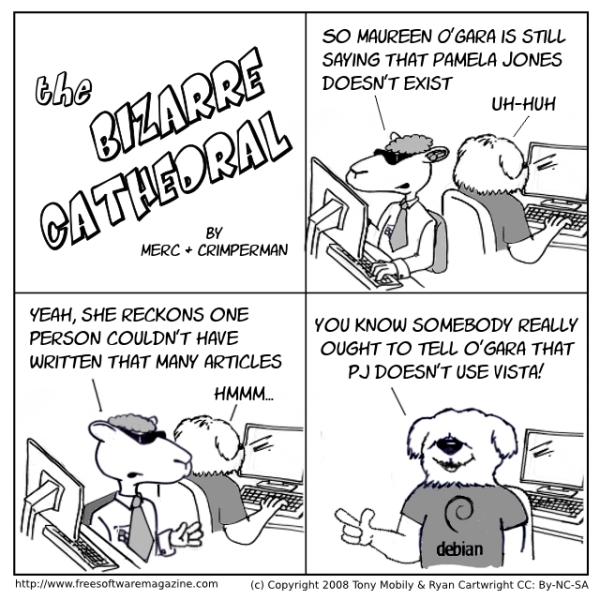 the
BIZARRE
CATHEDRAL
BY
MERC + CRIMPERMAN
SO MAUREEN O'GARA IS STILL
SAYING THAT PAMELA JONES
DOESN'T EXIST
UH-HUH
YEAH, SHE RECKONS ONE
PERSON COULDN'T HAVE
WRITTEN THAT MANY ARTICLES
HMMM...
YOU KNOW SOMEBODY REALLY
OUGHT TO TELL O'GARA THAT
PJ DOESN'T USE VISTA!
debian
http://www.freesoftwaremagazine.com
(c) Copyright 2008 Tony Mobily & Ryan Cartwright CC: By-NC-SA